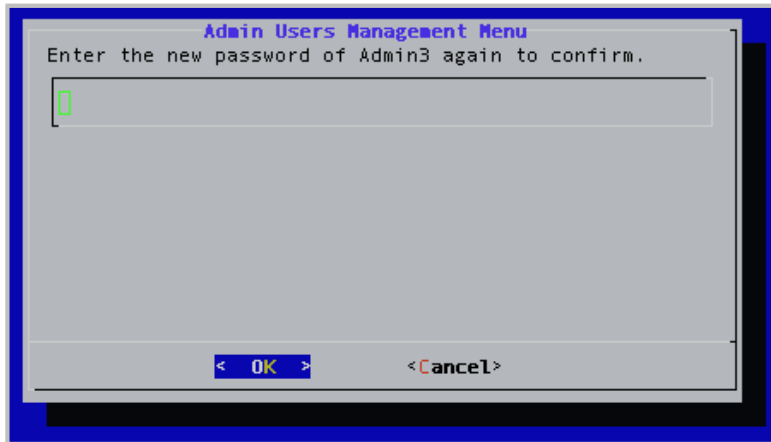 Admin Users Management Menu
Enter the new password of Admin3 again to confirm.
< OK > <Cancel>